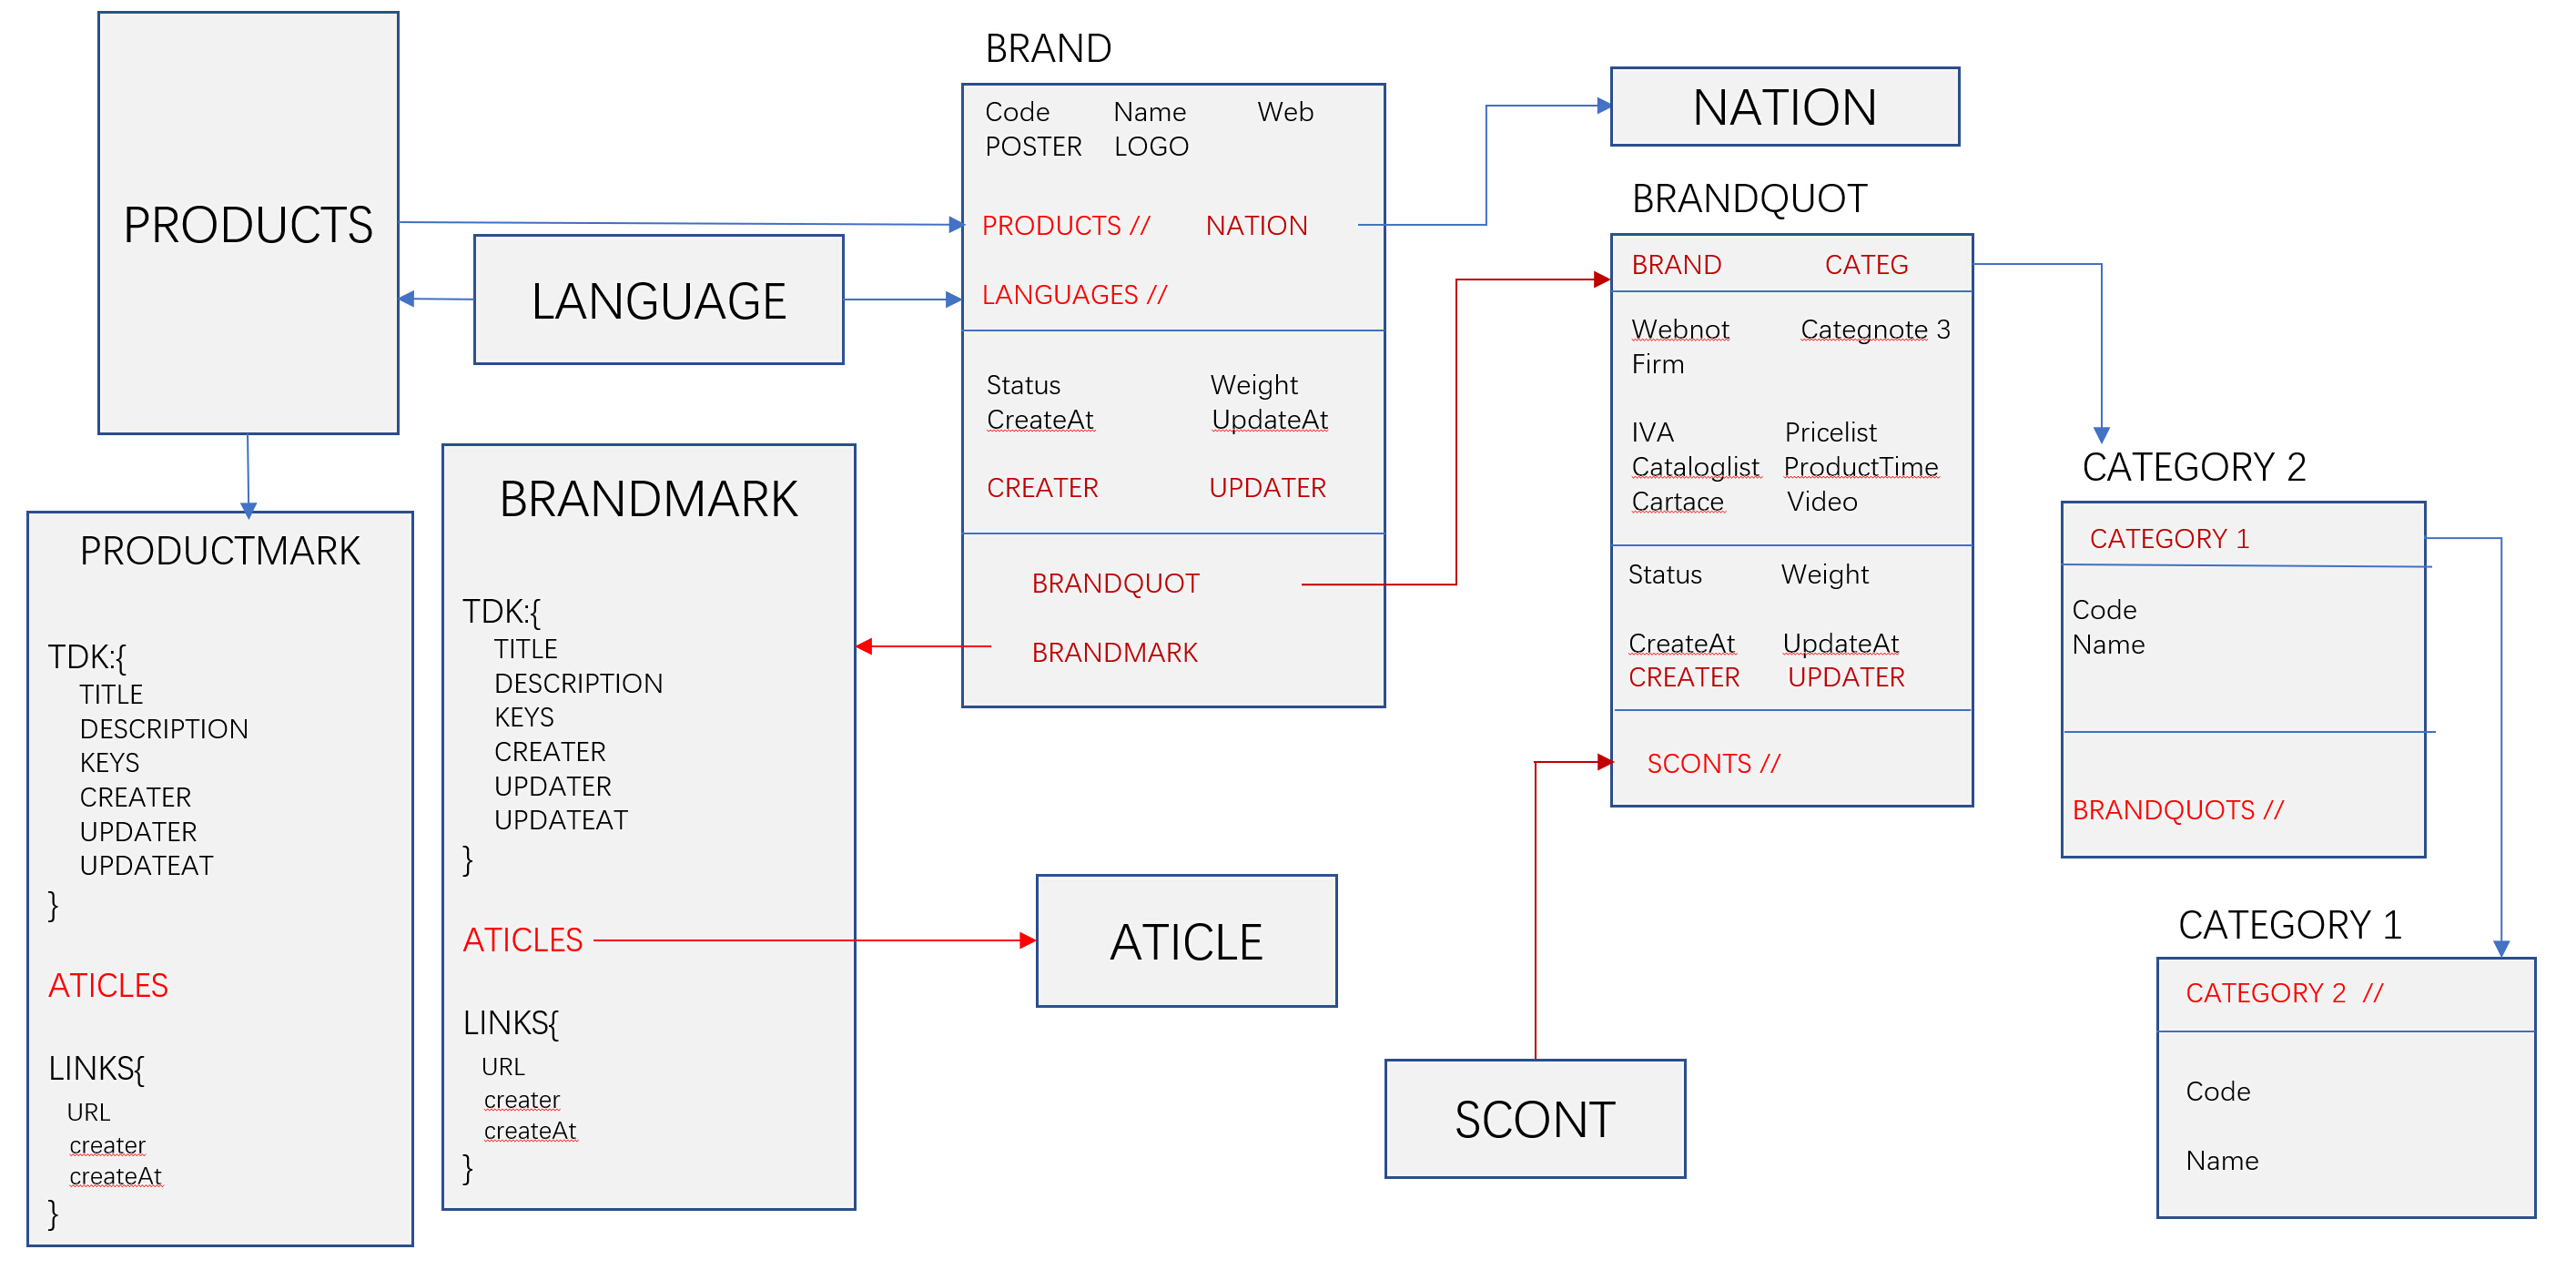 PRODUCTS
LANGUAGE
PRODUCTMARK
TDK:{
TITLE
DESCRIPTION
KEYS
CREATER
UPDATER
UPDATEAT
}
ATICLES
LINKS{
URL
creater
createAt
}
BRANDMARK
TDK:{
TITLE
DESCRIPTION
KEYS
CREATER
UPDATER
UPDATEAT
}
ATICLES
LINKS{
URL
creater
createAt
}
BRAND
Code Name Web
POSTER LOGO
PRODUCTS // NATION
LANGUAGES //
Status Weight
CreateAt UpdateAt
CREATER UPDATER
BRANDQUOT
BRANDMARK
ATICLE
SCONT
NATION
BRANDQUOT
BRAND CATEG
Webnot Categnote 3
Firm
IVA Pricelist
Cataloglist ProductTime
Cartace Video
Status Weight
CreateAt UpdateAt
CREATER UPDATER
SCONTS //
CATEGORY 2
CATEGORY 1
Code
Name
BRANDQUOTS //
CATEGORY 1
CATEGORY 2 //
Code
Name